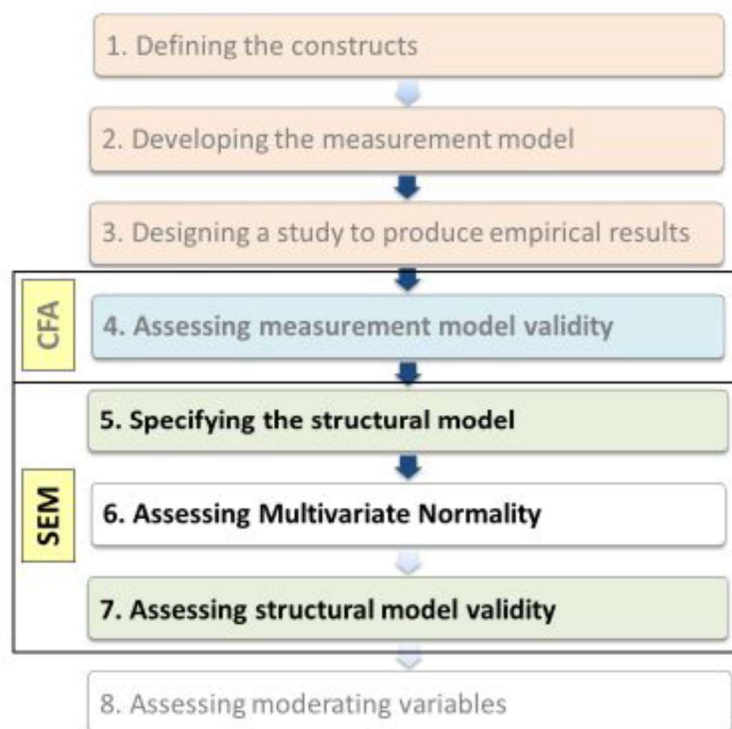 1. Defining the constructs
2. Developing the measurement model
3. Designing a study to produce empirical results
CFA
4. Assessing measurement model validity
5. Specifying the structural model
SEM
6. Assessing Multivariate Normality
7. Assessing structural model validity
8. Assessing moderating variables